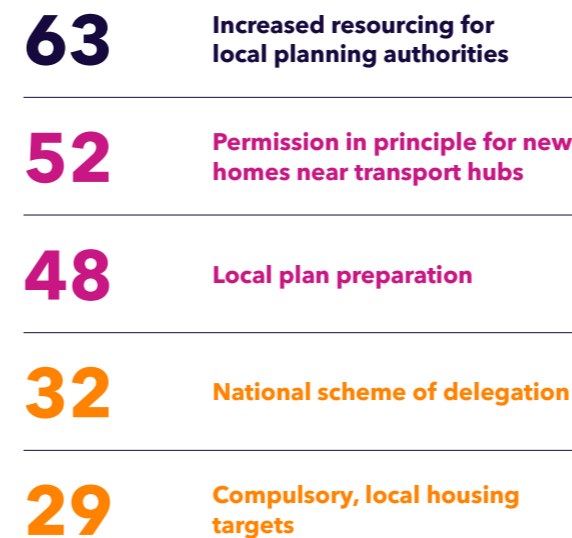 63
Increased resourcing for
local planning authorities
52
Permission in principle for new
homes near transport hubs
48
Local plan preparation
32
National scheme of delegation
29
Compulsory, local housing
targets